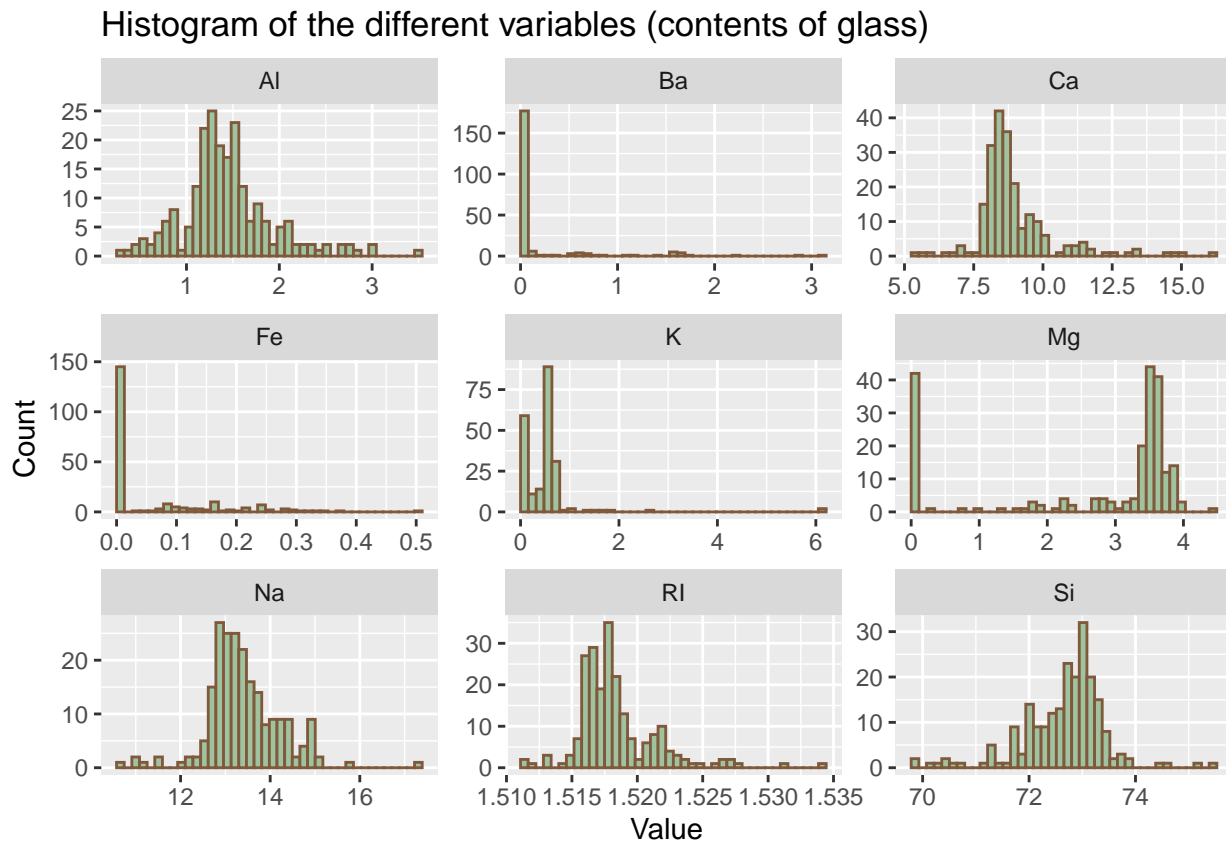 Histogram of the different variables (contents of glass)
Al Ba Ca
25
20
15
10
5
0
1 2 3
150
100
50
0
0 1 2 3
40
30
20
10
0
5.0 7.5 10.0 12.5 15.0
Fe K Mg
150
100
50
0
0.0 0.1 0.2 0.3 0.4 0.5
75
50
25
0
0 2 4 6
40
30
20
10
0
0 1 2 3 4
Count
Na RI Si
20
10
0
12 14 16
30
20
10
0
1.510 1.515 1.520 1.525 1.530 1.535
30
20
10
0
70 72 74
Value